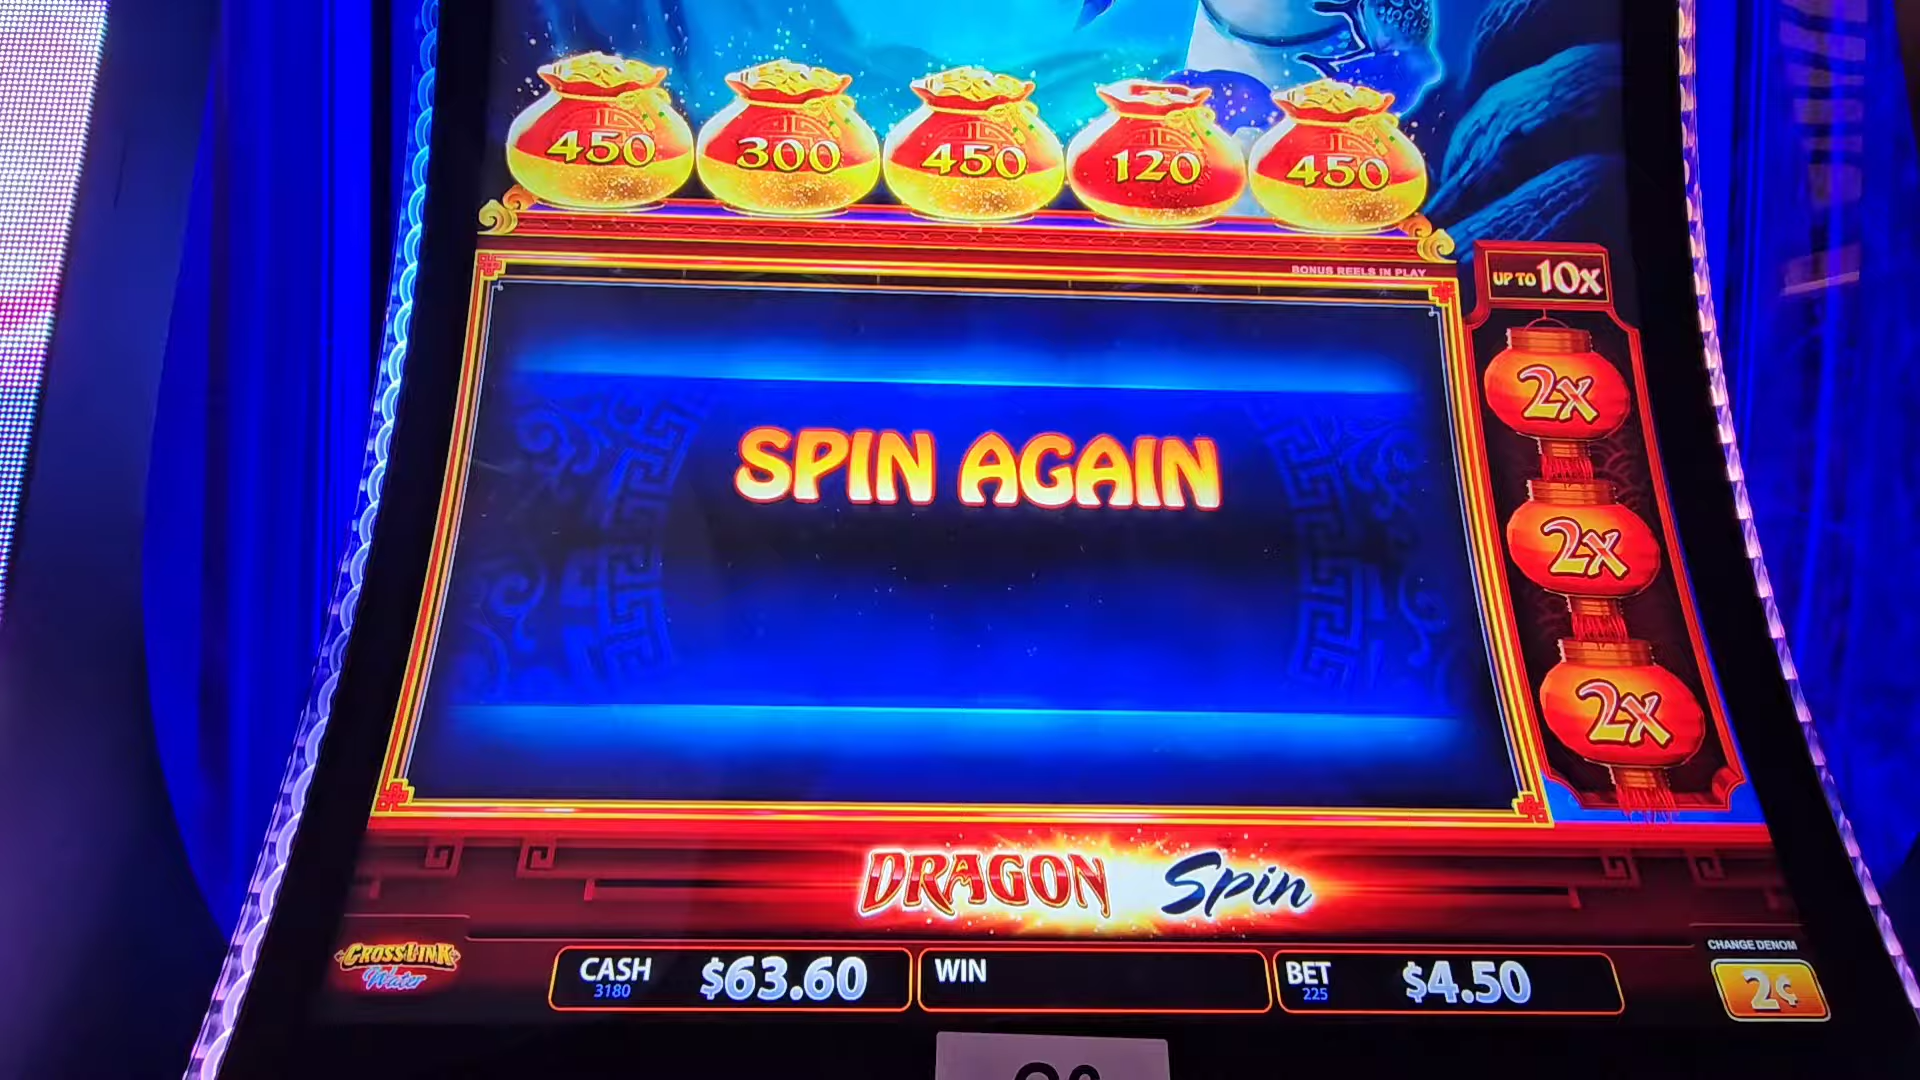 450 300 450 120 450
BONUS REELS IN PLAY
UP TO 10X
2X
SPIN AGAIN
2X
2X
DRAGON Spin
CROSSLINK
Water
CASH
3180
$63.60
WIN
BET
225
$4.50
CHANGE DENOM
2¢